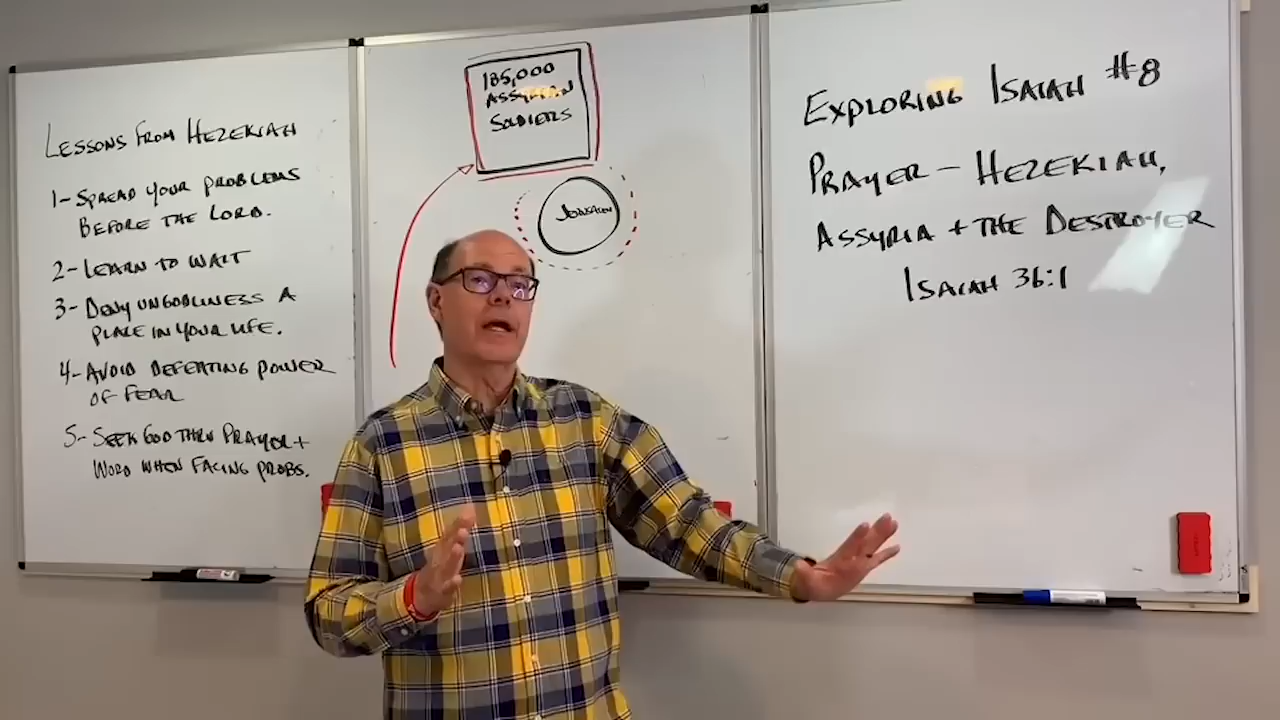 Lessons from Hezekiah
1- Spread your problems
before the Lord.
2- Learn to wait
3- Deny ungodliness a
place in your life.
4- Avoid defeating power
of fear
5- Seek God thru prayer +
Word when facing probs.
185,000
Assyrian
Soldiers
Jerusalem
Exploring Isaiah #8
Prayer - Hezekiah,
Assyria + the Destroyer
Isaiah 36:1